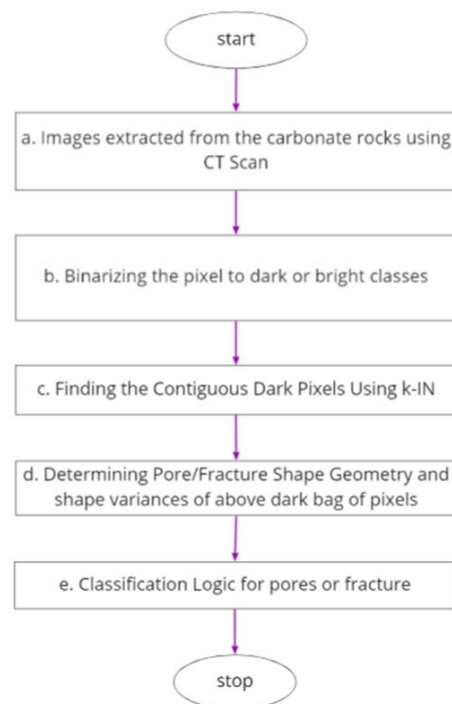 start
a. Images extracted from the carbonate rocks using
CT Scan
b. Binarizing the pixel to dark or bright classes
c. Finding the Contiguous Dark Pixels Using k-IN
d. Determining Pore/Fracture Shape Geometry and
shape variances of above dark bag of pixels
e. Classification Logic for pores or fracture
stop